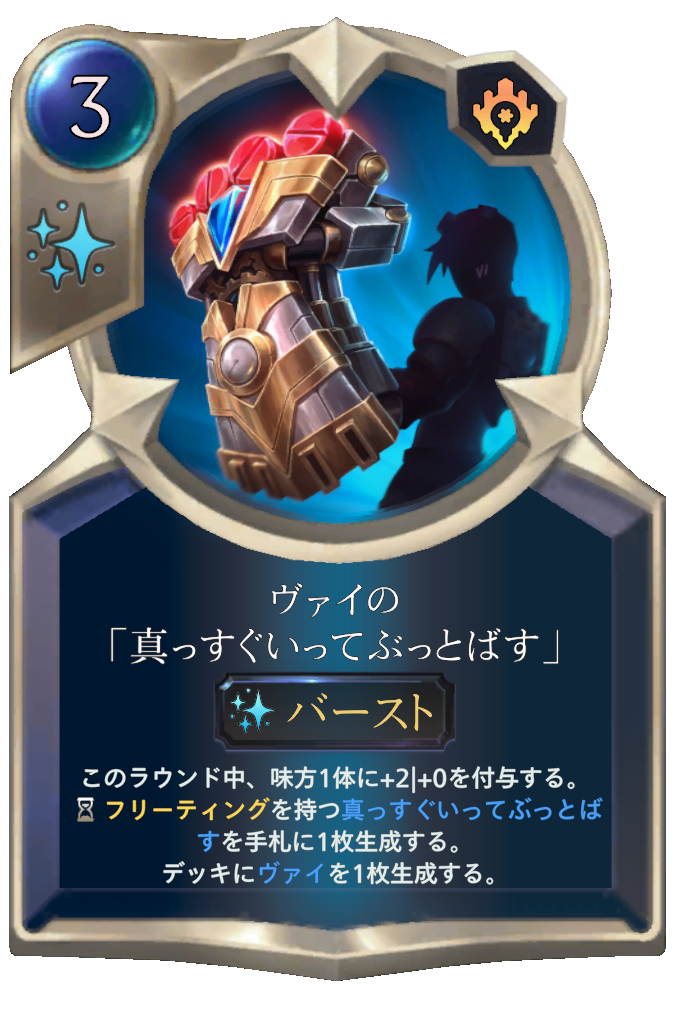 3
ヴァイの
「真っすぐいってぶっとばす」
バースト
このラウンド中、味方1体に+2|+0を付与する。
フリーティングを持つ真っすぐいってぶっとば
すを手札に1枚生成する。
デッキにヴァイを1枚生成する。